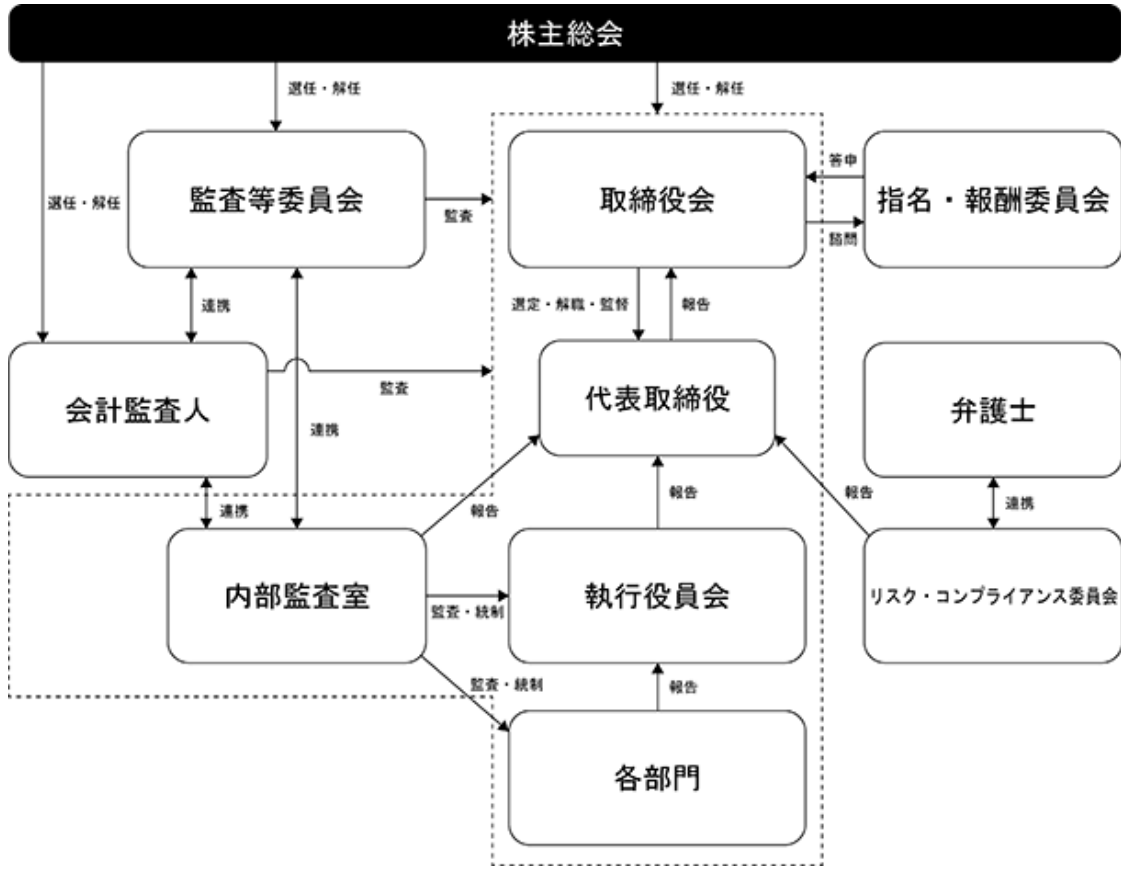 株主総会
選任・解任
選任・解任
選任・解任
監査等委員会
監査
取締役会
答申
諮問
指名・報酬委員会
連携
選定・解職・監督
報告
会計監査人
監査
連携
代表取締役
弁護士
連携
報告
報告
報告
連携
内部監査室
監査・統制
執行役員会
リスク・コンプライアンス委員会
監査・統制
報告
各部門